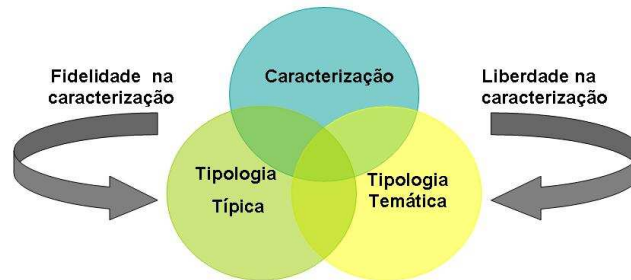 Fidelidade na
caracterização
Caracterização
Liberdade na
caracterização
Tipologia
Típica
Tipologia
Temática